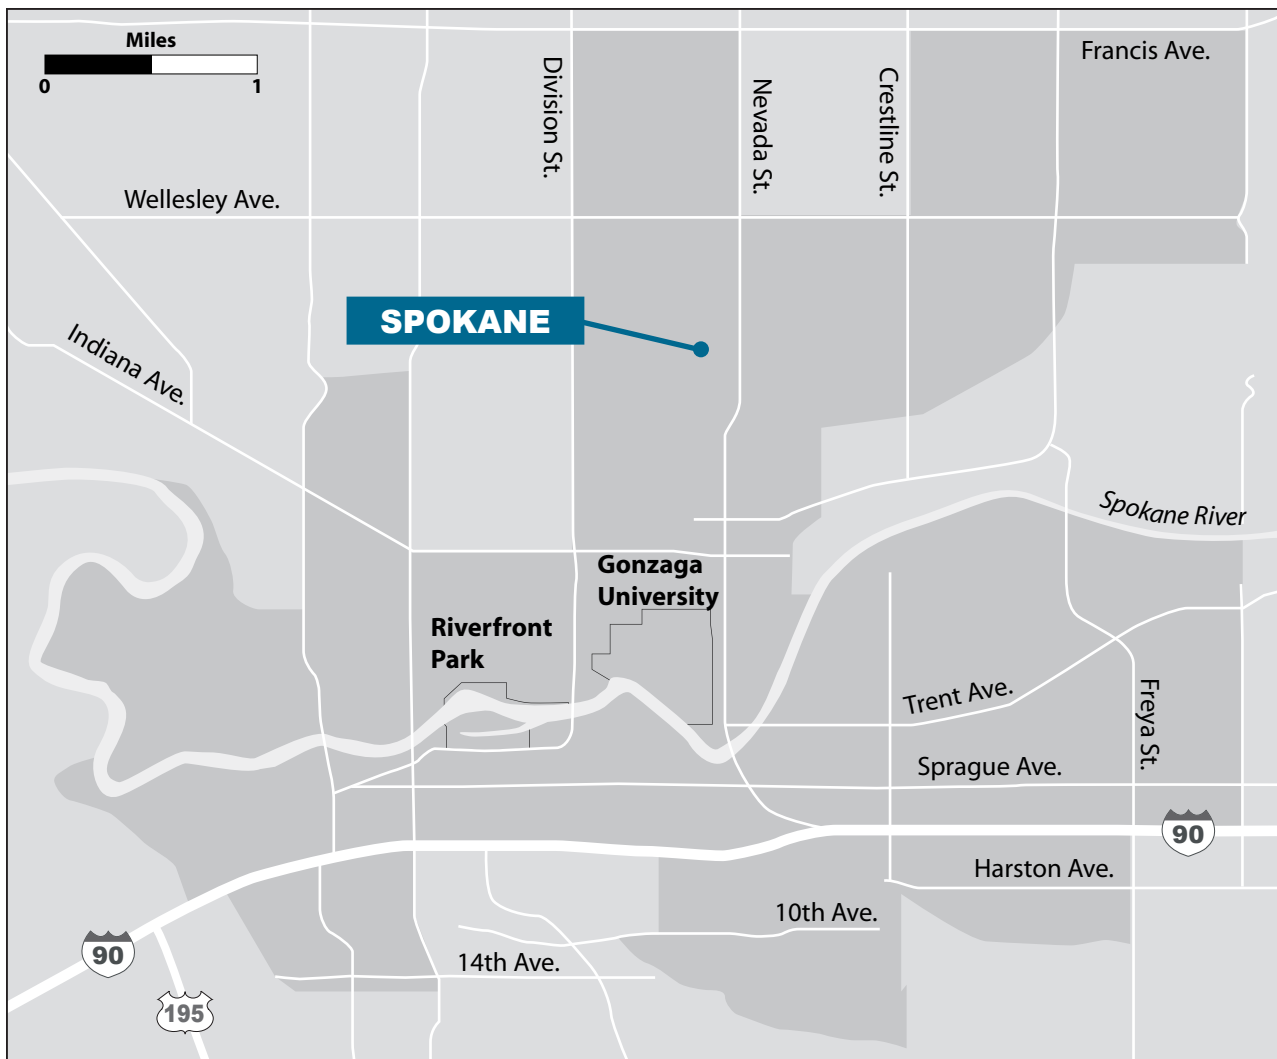 Miles
0 1
Francis Ave.
Division St.
Nevada St.
Crestline St.
Wellesley Ave.
SPOKANE
Indiana Ave.
Spokane River
Gonzaga
University
Riverfront
Park
Trent Ave.
Freya St.
Sprague Ave.
90
Harston Ave.
10th Ave.
90
14th Ave.
195